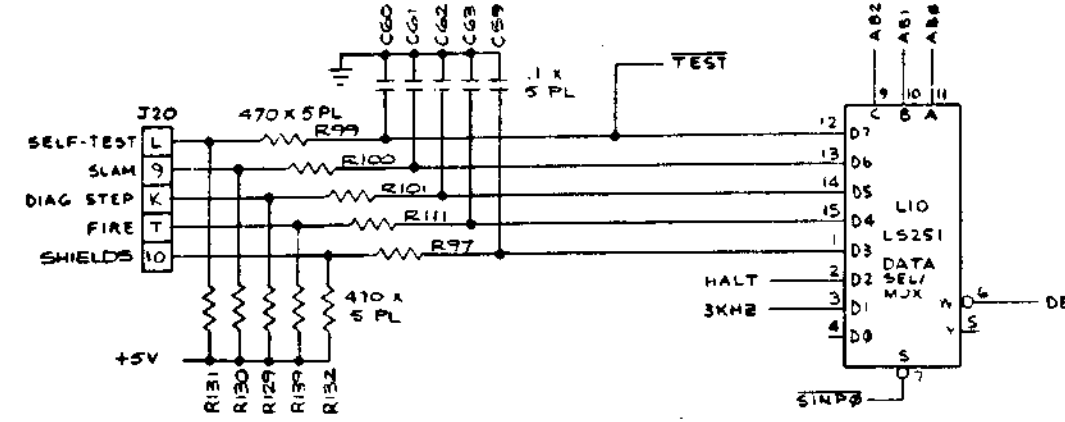 C60
C61
C62
C63
C59
AB2
AB1
ABØ
.1 x
5 PL
TEST
9
10
11
C
B
A
J20
470 X 5 PL
SELF-TEST L
R99
12 D7
SLAM 9
R100
13 D6
DIAG STEP K
R101
14 D5
FIRE T
R111
15 D4
SHIELDS 10
R97
1 D3
L10
LS251
DATA
SEL/
MUX
HALT 2 D2
3KHZ 3 D1
4 D0
W 6
Y 5
470 x
5 PL
+5V
R131
R130
R129
R139
R132
S
7
SINPØ